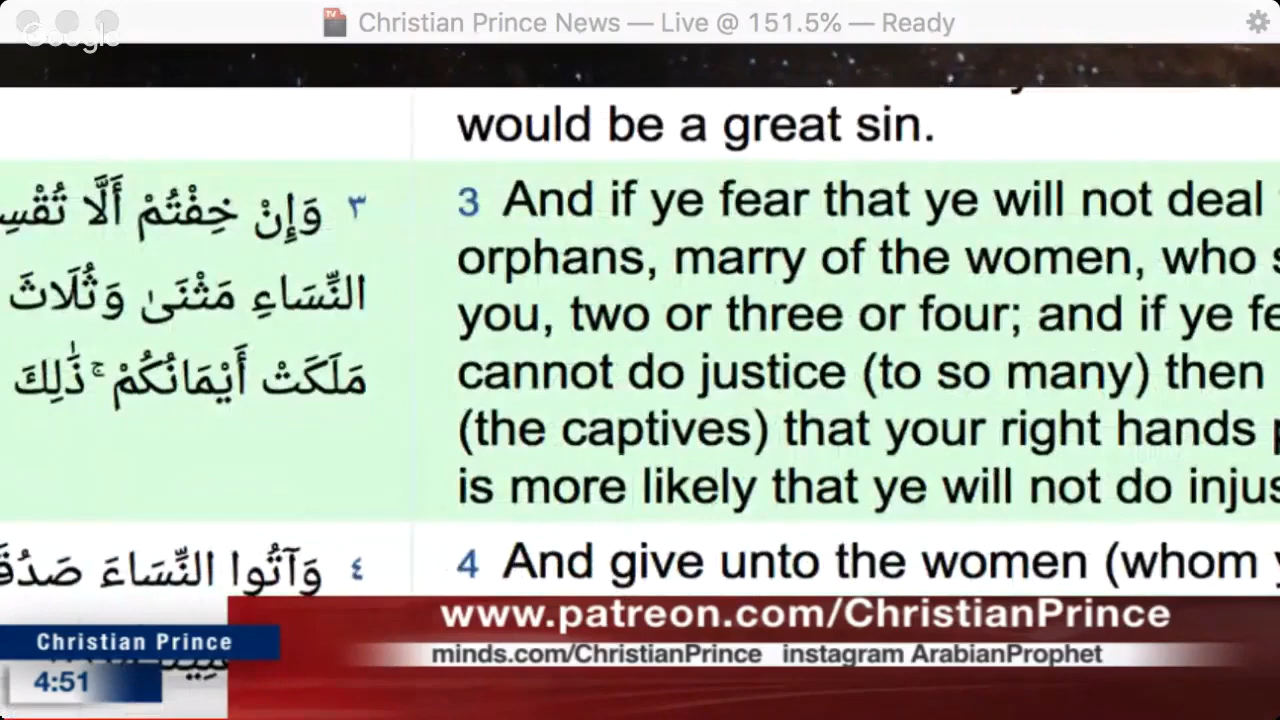 Christian Prince News — Live @ 151.5% — Ready
Google
would be a great sin.
3 And if ye fear that ye will not deal
orphans, marry of the women, who s
you, two or three or four; and if ye fe
cannot do justice (to so many) then
(the captives) that your right hands
is more likely that ye will not do injus
٣ وَإِنْ خِفْتُمْ أَلَّا تُقْسِ
النِّسَاءِ مَثْنَىٰ وَثُلَاثَ
مَلَكَتْ أَيْمَانُكُمْ ۚ ذَٰلِكَ
4 And give unto the women (whom y
٤ وَآتُوا النِّسَاءَ صَدُقَ
www.patreon.com/ChristianPrince
minds.com/ChristianPrince instagram ArabianProphet
Christian Prince
4:51